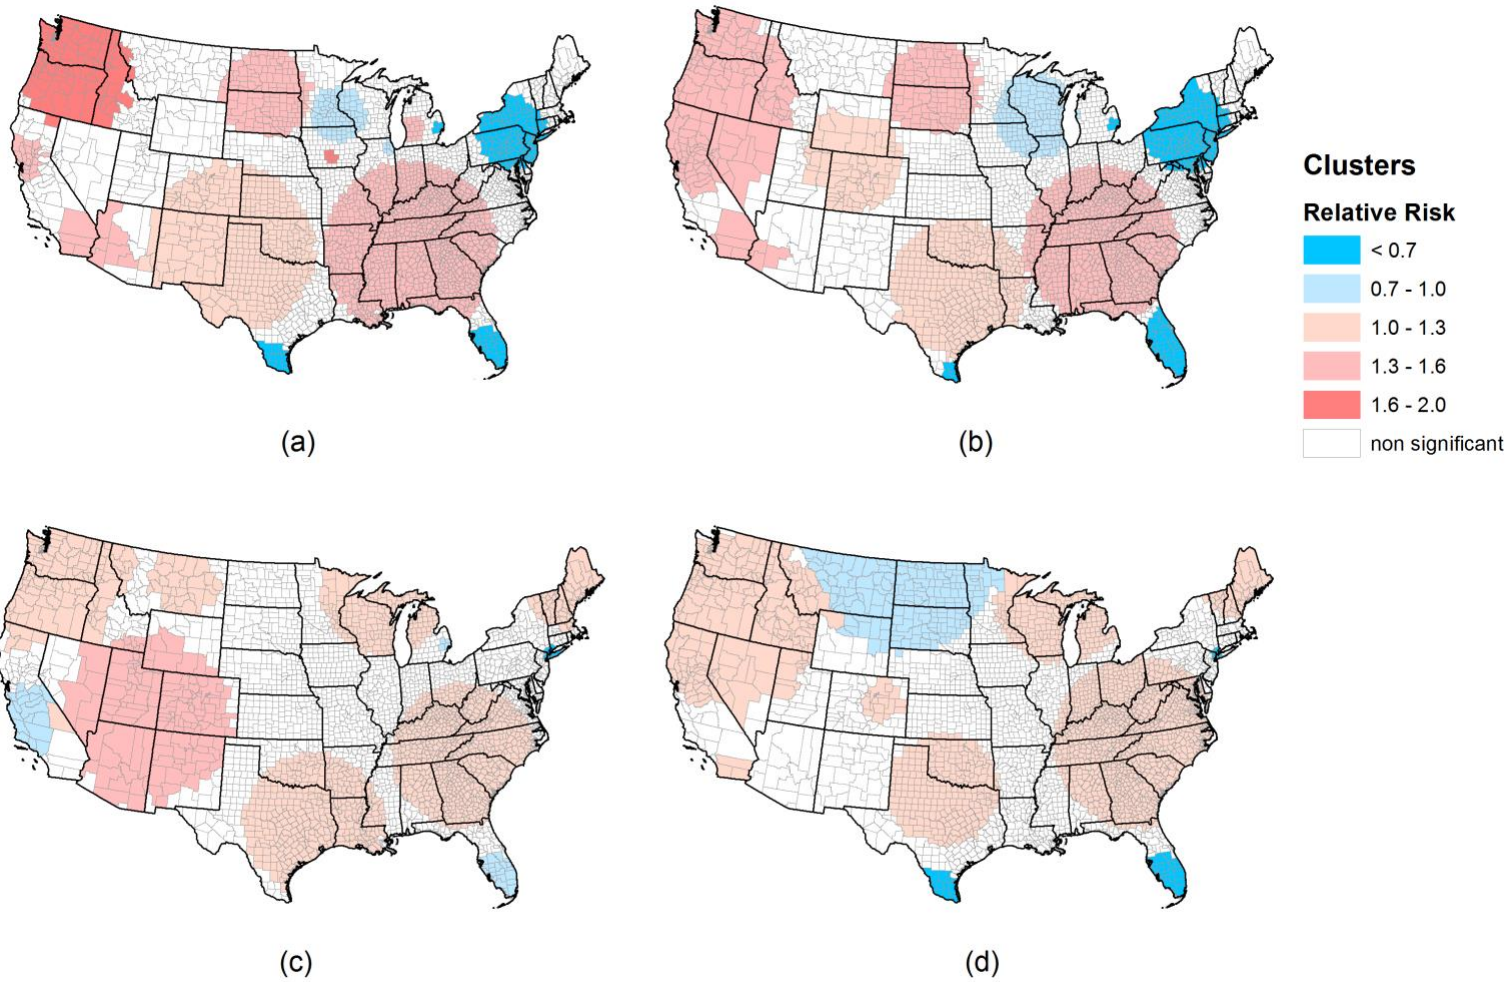 Clusters
Relative Risk
< 0.7
0.7 - 1.0
1.0 - 1.3
1.3 - 1.6
1.6 - 2.0
non significant
(a)
(b)
(c)
(d)